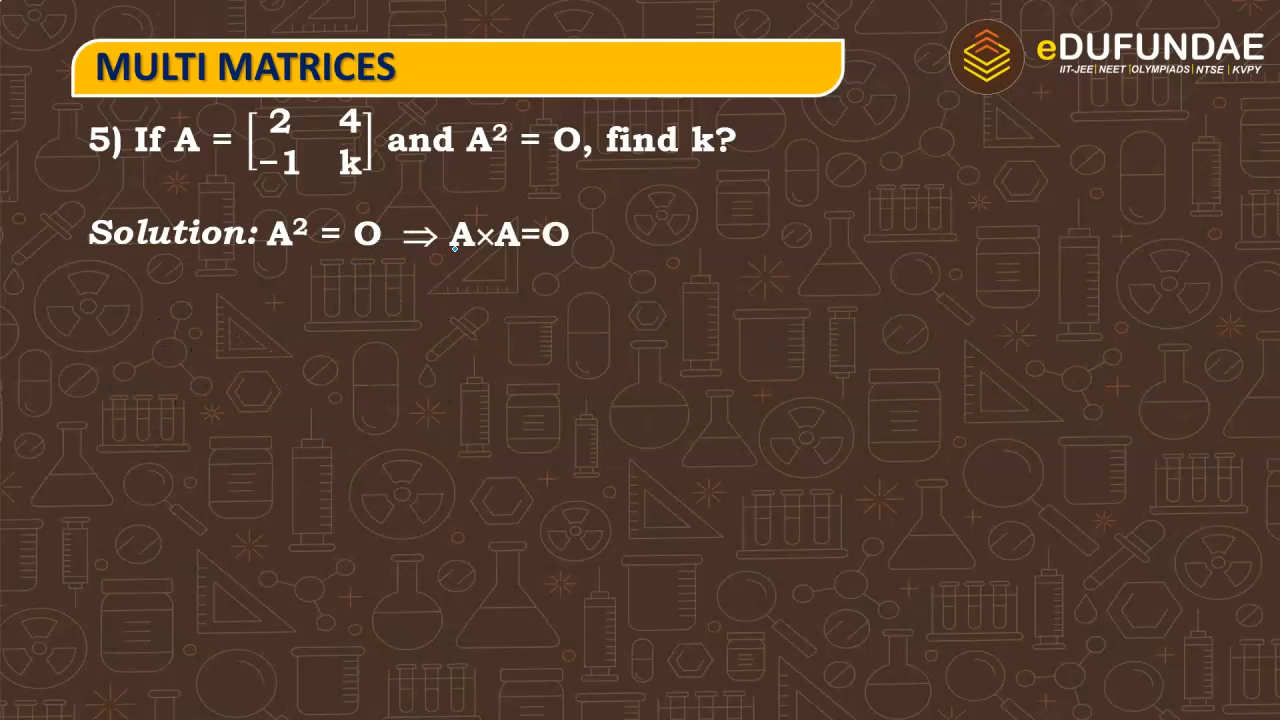 MULTI MATRICES
eDUFUNDAE
IIT-JEE| NEET |OLYMPIADS| NTSE | KVPY
5) If A = [2 4
−1 k] and A² = O, find k?
Solution: A² = O ⇒ A×A=O